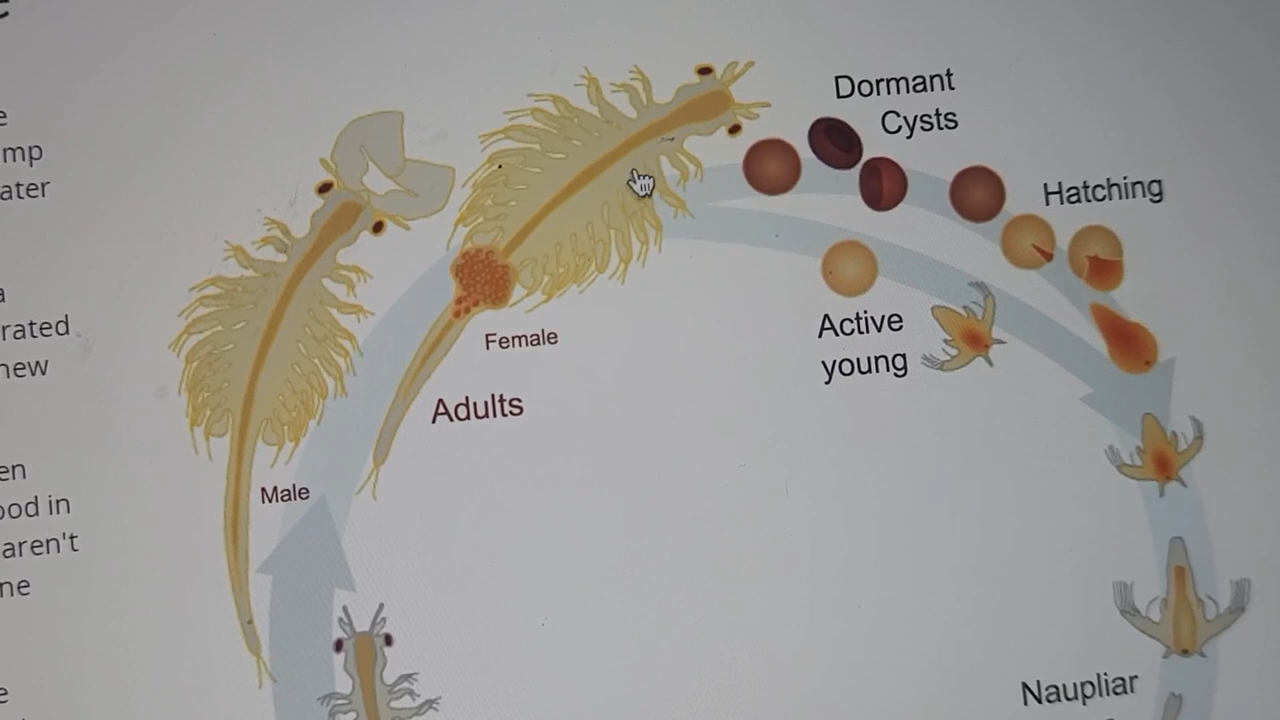 mp
ater
rated
new
en
ood in
aren't
ne
Dormant
Cysts
Hatching
Active
young
Female
Adults
Male
Naupliar